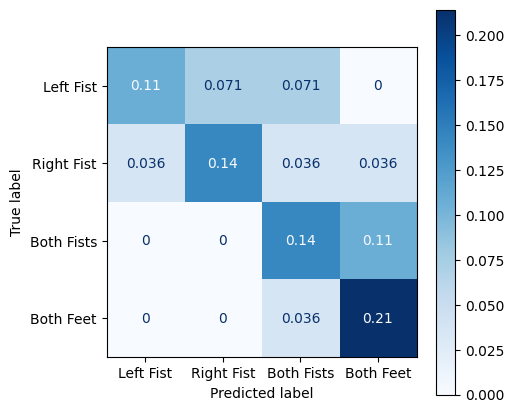 Left Fist 0.11 0.071 0.071 0
Right Fist 0.036 0.14 0.036 0.036
Both Fists 0 0 0.14 0.11
Both Feet 0 0 0.036 0.21
Left Fist Right Fist Both Fists Both Feet
Predicted label
True label
0.200
0.175
0.150
0.125
0.100
0.075
0.050
0.025
0.000